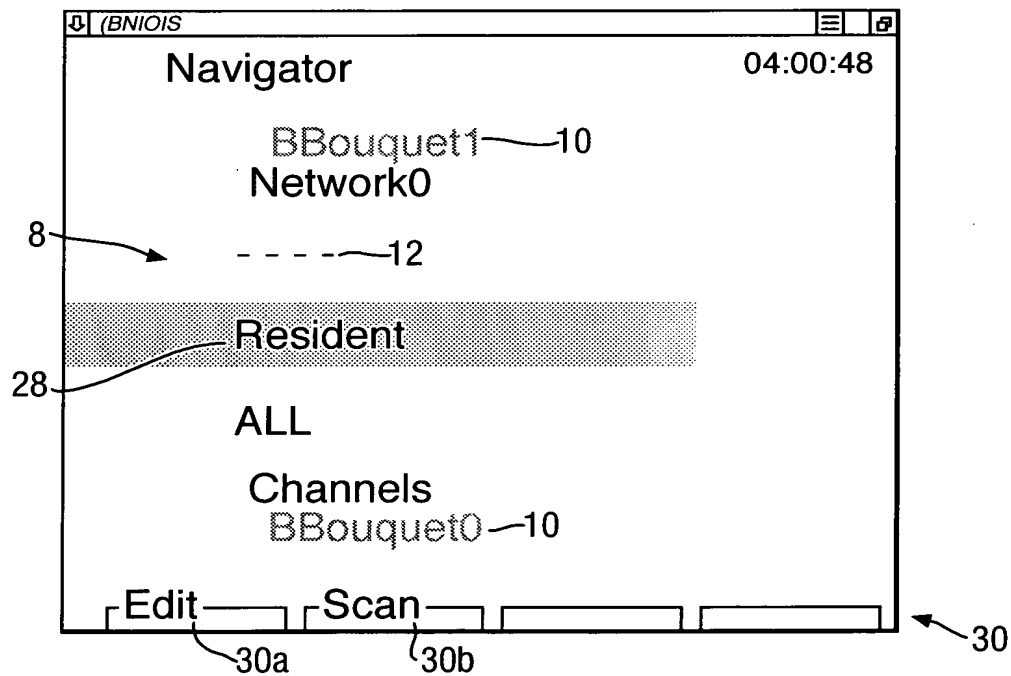 (BNIOIS
Navigator 04:00:48
BBouquet1 10
Network0
8
- - - - - 12
Resident
28
ALL
Channels
BBouquet0 10
Edit Scan
30
30a 30b